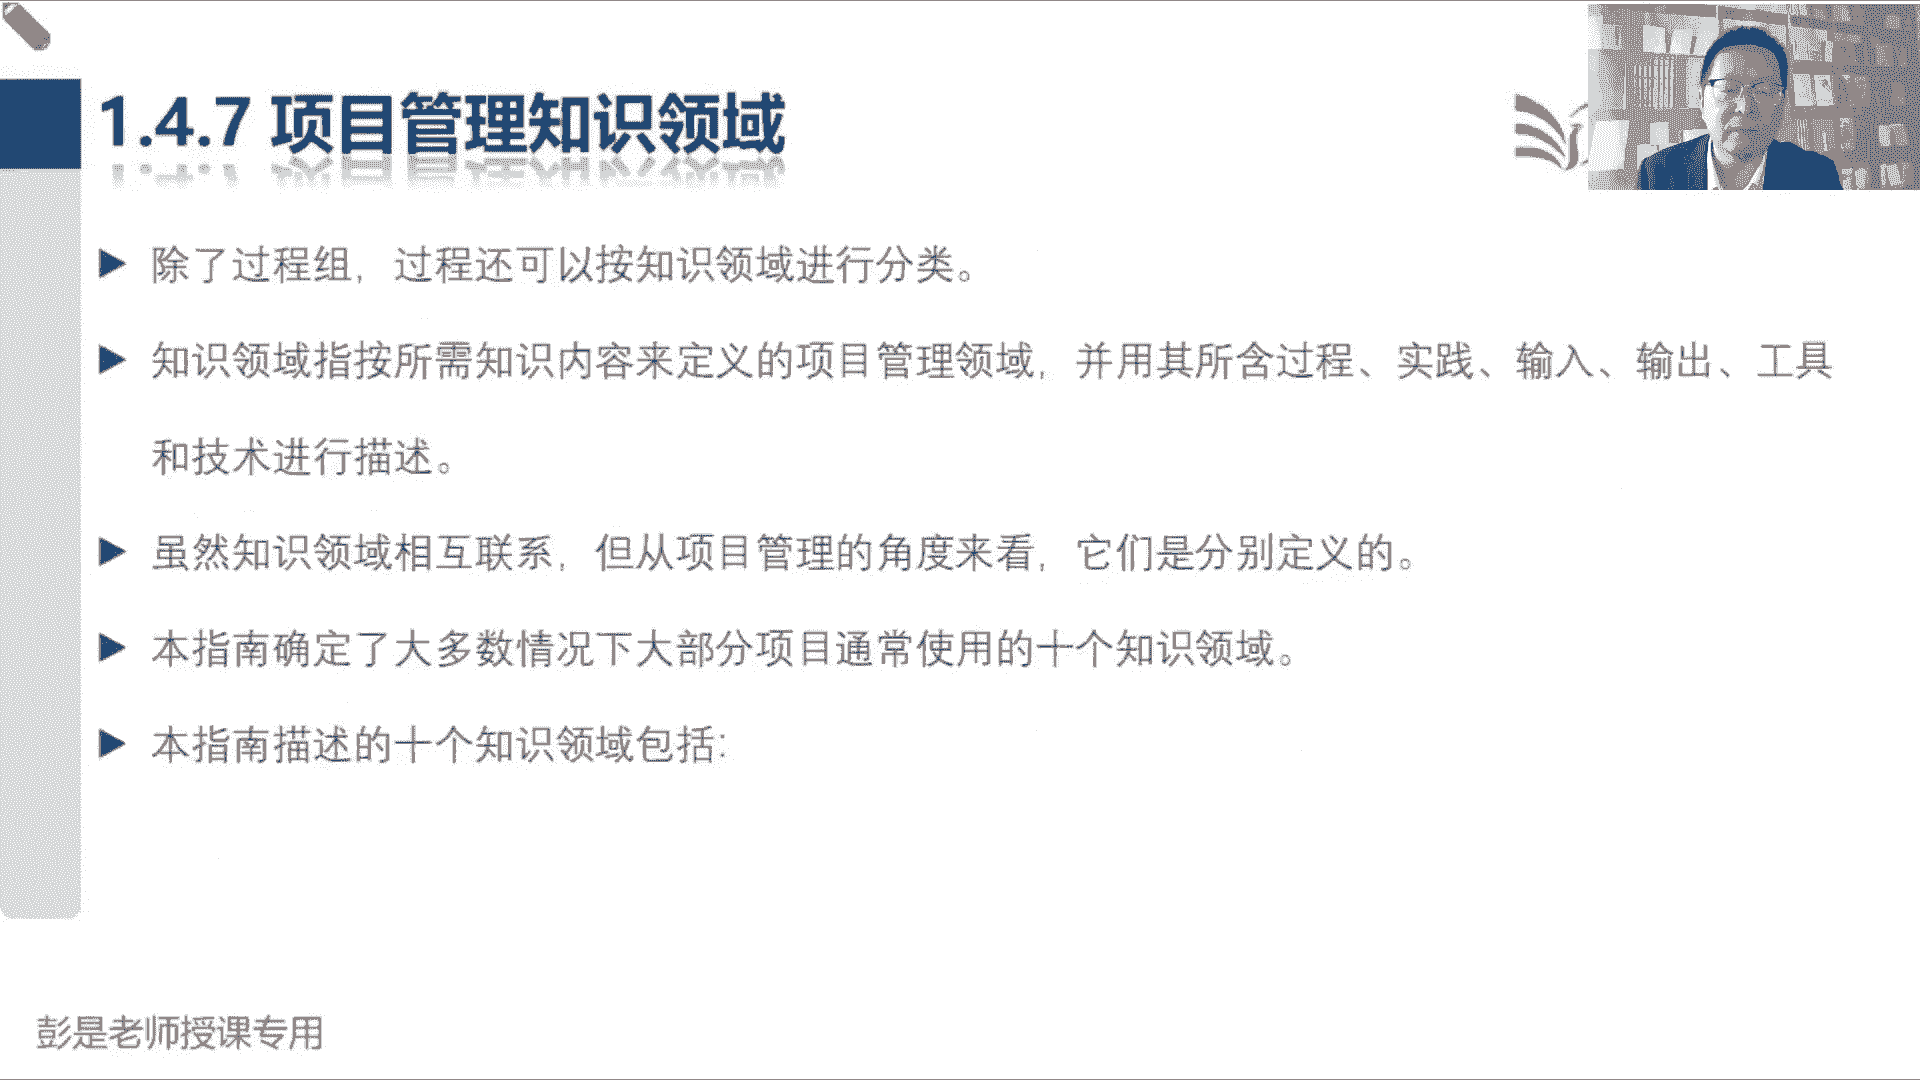 1.4.7 项目管理知识领域
除了过程组，过程还可以按知识领域进行分类。
知识领域指按所需知识内容来定义的项目管理领域，并用其所含过程、实践、输入、输出、工具
和技术进行描述。
虽然知识领域相互联系，但从项目管理的角度来看，它们是分别定义的。
本指南确定了大多数情况下大部分项目通常使用的十个知识领域。
本指南描述的十个知识领域包括:
彭是老师授课专用